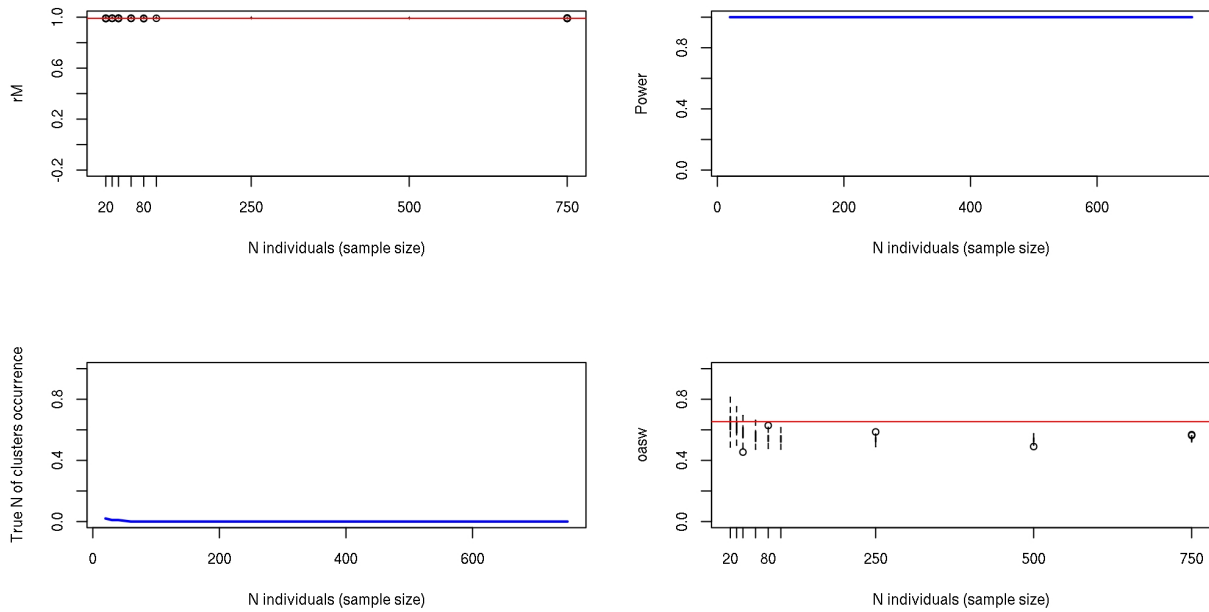 rM
1.0
0.6
0.2
-0.2
20 80 250 500 750
N individuals (sample size)
Power
0.8
0.4
0.0
0 200 400 600
N individuals (sample size)
True N of clusters occurrence
0.8
0.4
0.0
0 200 400 600
N individuals (sample size)
oasw
0.8
0.4
0.0
20 80 250 500 750
N individuals (sample size)